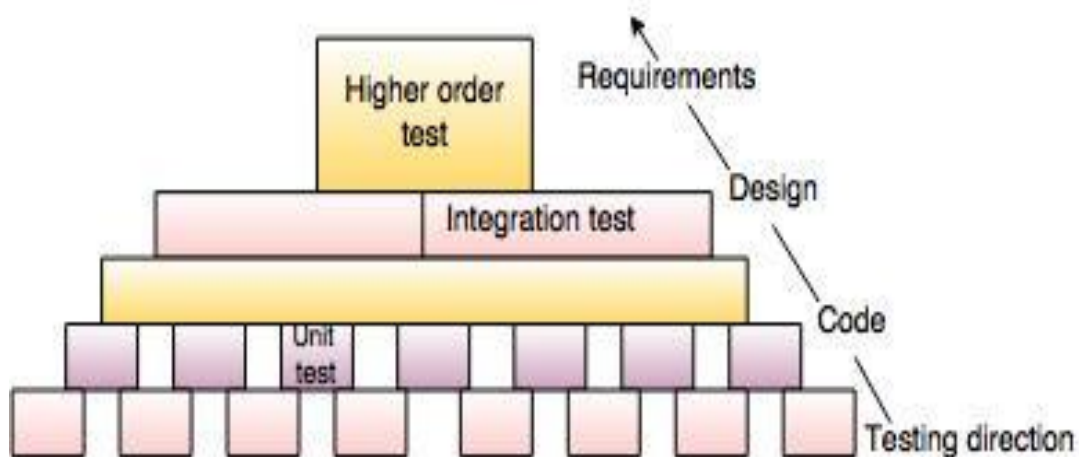 Higher order
test
Requirements
Design
Integration test
Code
Unit
test
Testing direction